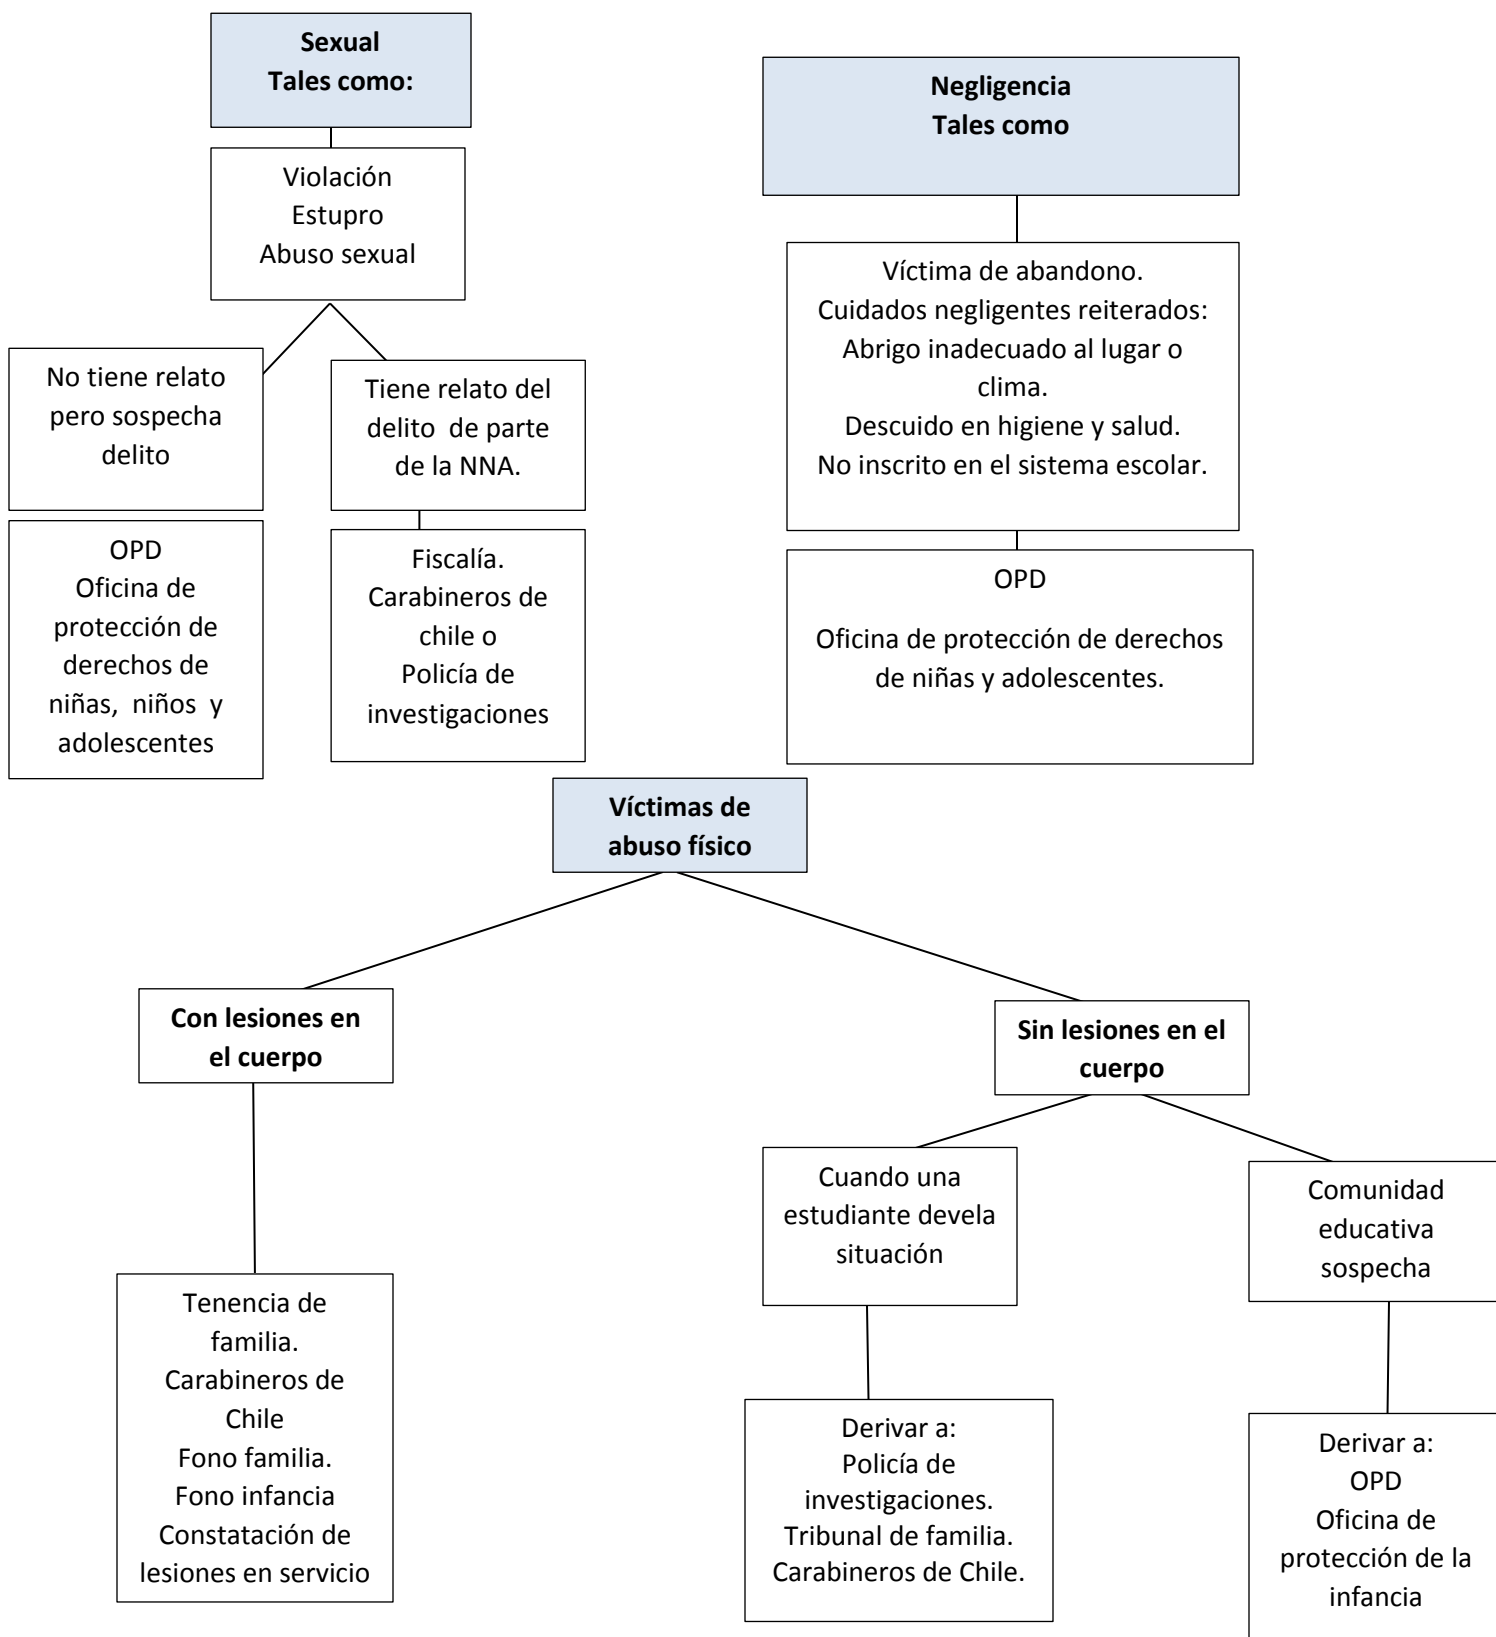 Sexual
Tales como:
Violación
Estupro
Abuso sexual
No tiene relato
pero sospecha
delito
Tiene relato del
delito de parte
de la NNA.
OPD
Oficina de
protección de
derechos de
niñas, niños y
adolescentes
Fiscalía.
Carabineros de
chile o
Policía de
investigaciones
Negligencia
Tales como
Víctima de abandono.
Cuidados negligentes reiterados:
Abrigo inadecuado al lugar o
clima.
Descuido en higiene y salud.
No inscrito en el sistema escolar.
OPD
Oficina de protección de derechos
de niñas y adolescentes.
Víctimas de
abuso físico
Con lesiones en
el cuerpo
Tenencia de
familia.
Carabineros de
Chile
Fono familia.
Fono infancia
Constatación de
lesiones en servicio
Sin lesiones en el
cuerpo
Cuando una
estudiante devela
situación
Derivar a:
Policía de
investigaciones.
Tribunal de familia.
Carabineros de Chile.
Comunidad
educativa
sospecha
Derivar a:
OPD
Oficina de
protección de la
infancia